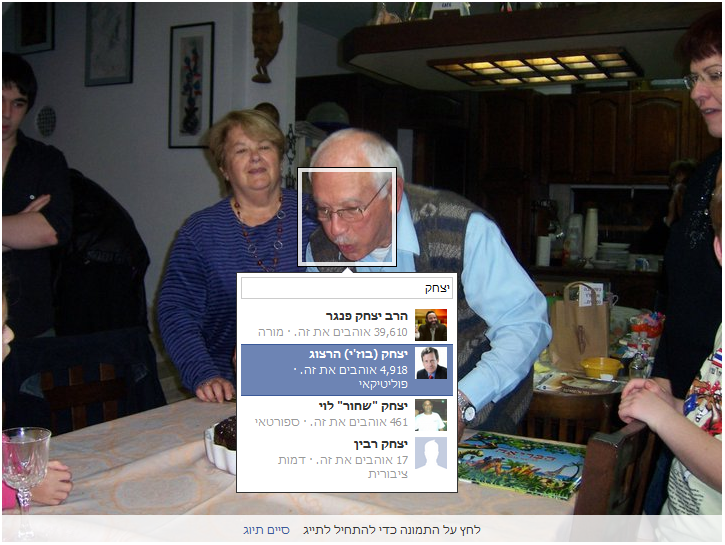 יצחק
הרב יצחק פנגר
39,610 אוהבים את זה. · מורה
יצחק (בוז'י) הרצוג
4,918 אוהבים את זה. ·
פוליטיקאי
יצחק "שחור" לוי
461 אוהבים את זה. · ספורטאי
יצחק רבין
17 אוהבים את זה. · דמות
ציבורית
לחץ על התמונה כדי להתחיל לתייג סיים תיוג